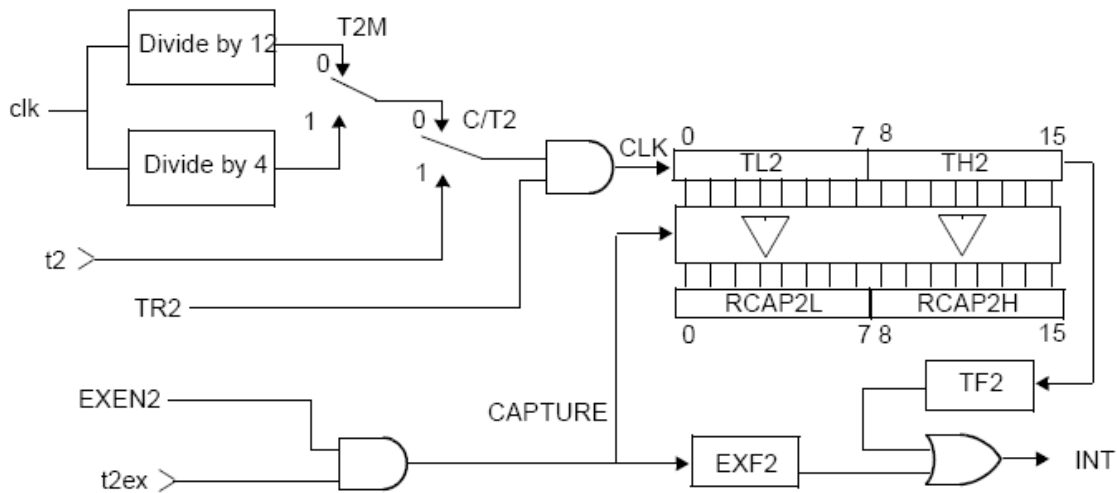 T2M
Divide by 12
0
clk
1
0
C/T2
Divide by 4
1
CLK
0
7
8
15
TL2
TH2
t2
TR2
RCAP2L
RCAP2H
0
7
8
15
EXEN2
CAPTURE
TF2
t2ex
EXF2
INT